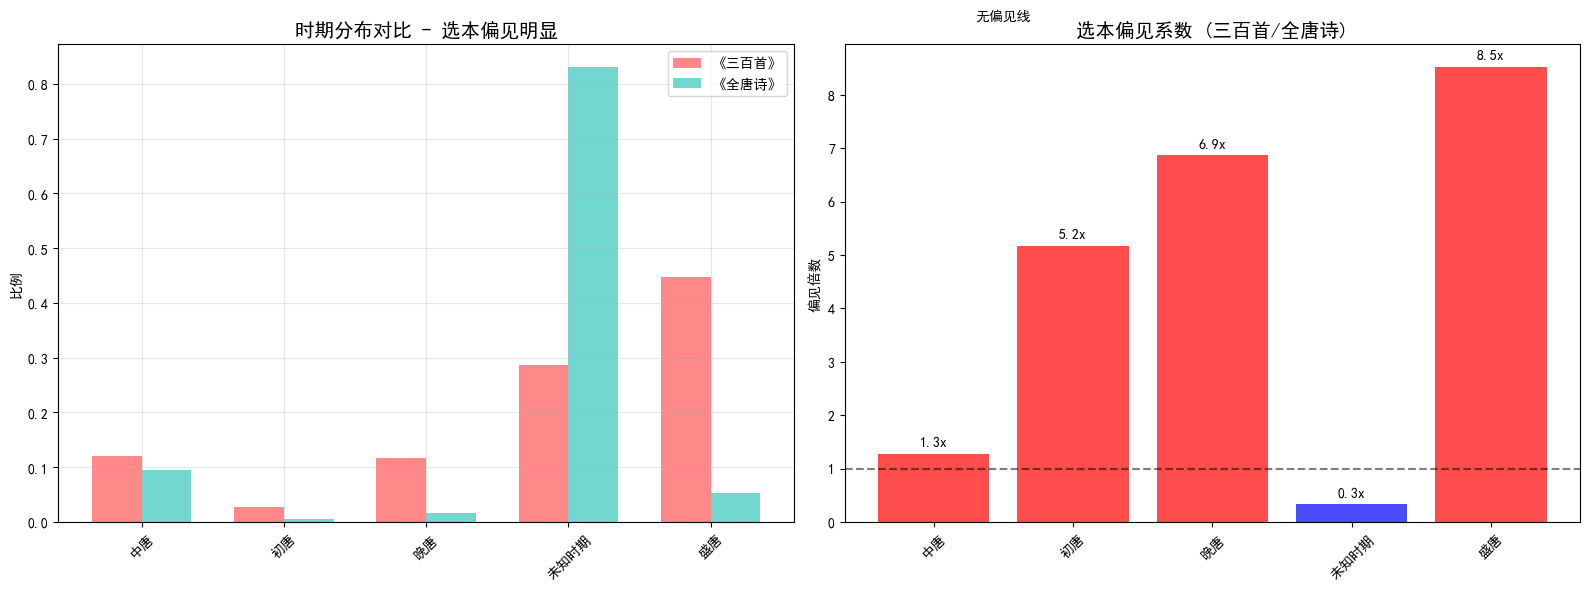 时期分布对比 - 选本偏见明显
《三百首》
《全唐诗》
比例
0.8
0.7
0.6
0.5
0.4
0.3
0.2
0.1
0.0
中唐
初唐
晚唐
未知时期
盛唐
无偏见线
选本偏见系数 (三百首/全唐诗)
偏见倍数
8
7
6
5
4
3
2
1
0
1.3x
5.2x
6.9x
0.3x
8.5x
中唐
初唐
晚唐
未知时期
盛唐